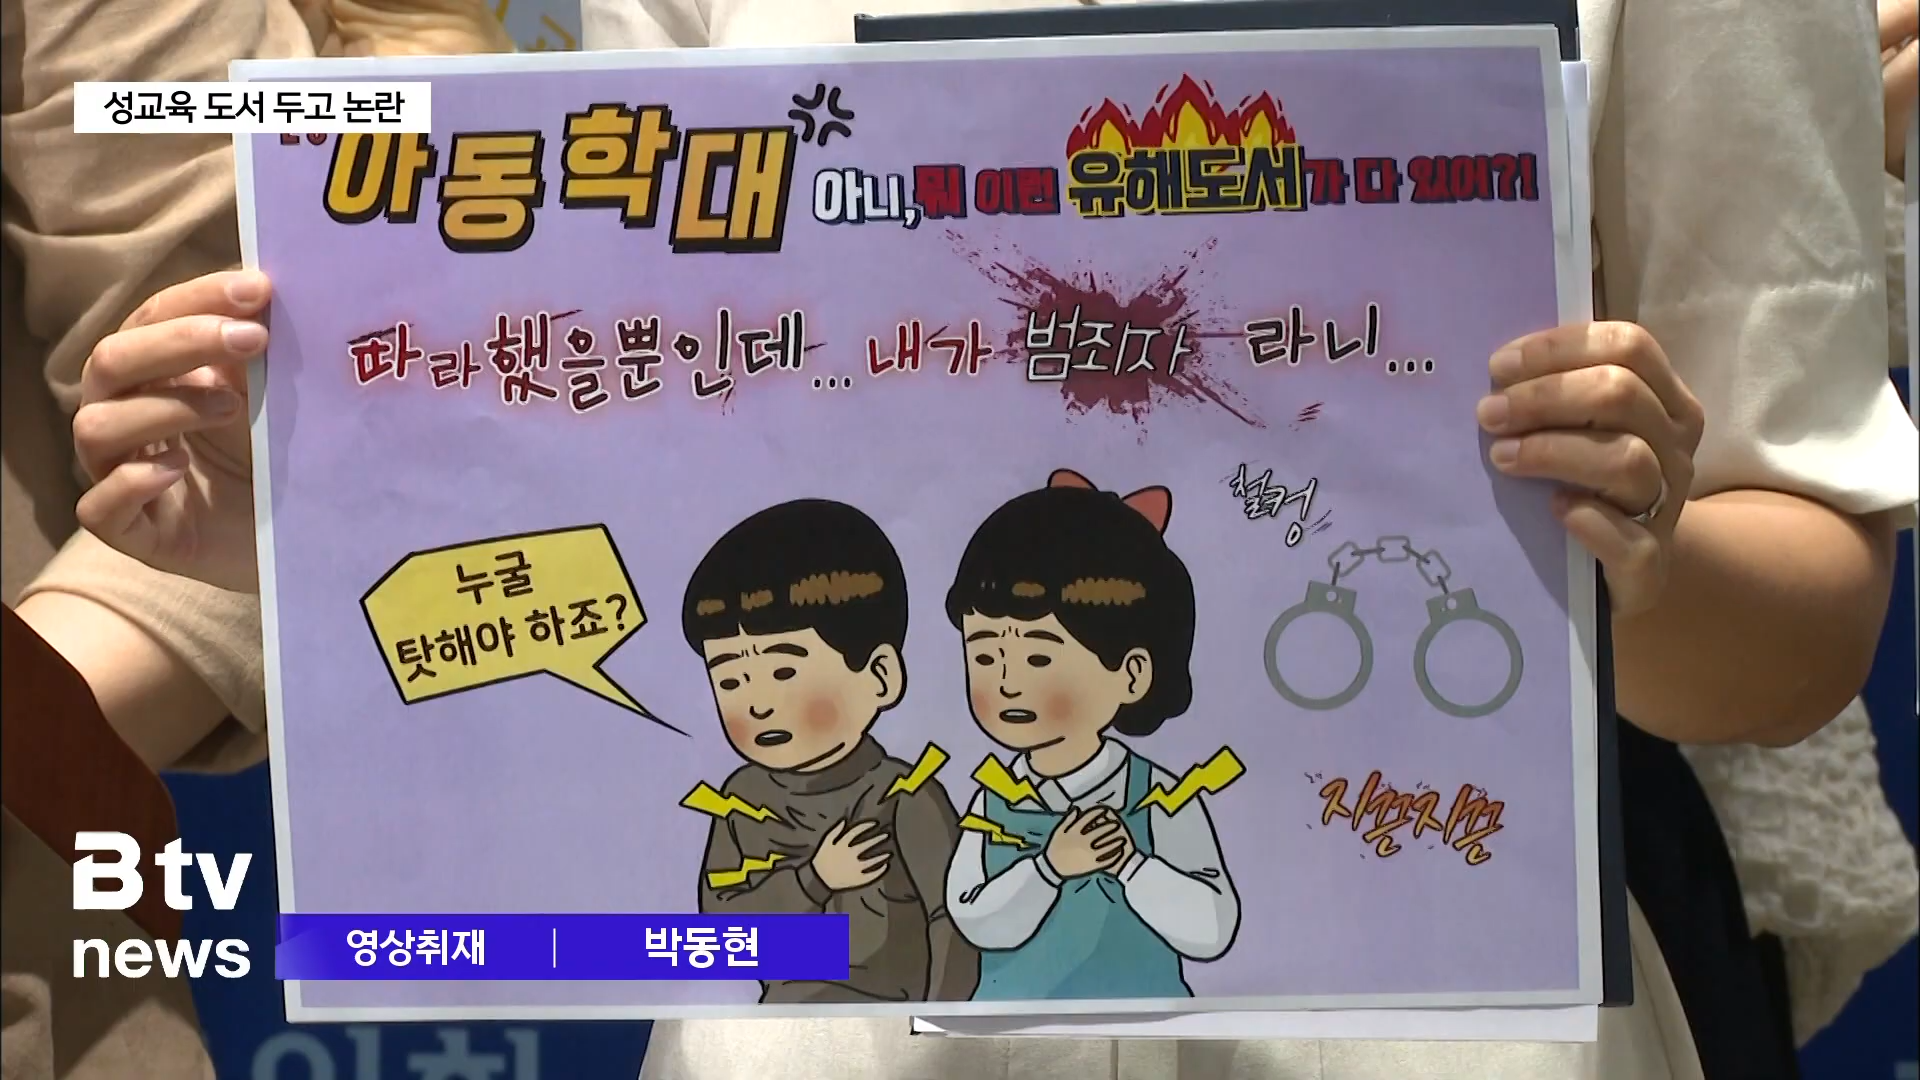 성교육 도서 두고 논란
아동학대 아니, 뭐 이런 유해도서가 다 있어?!
따라했을뿐인데... 내가 범죄자 라니...
철컹
누굴
탓해야 하죠?
지끈지끈
B tv
news
영상취재 | 박동현